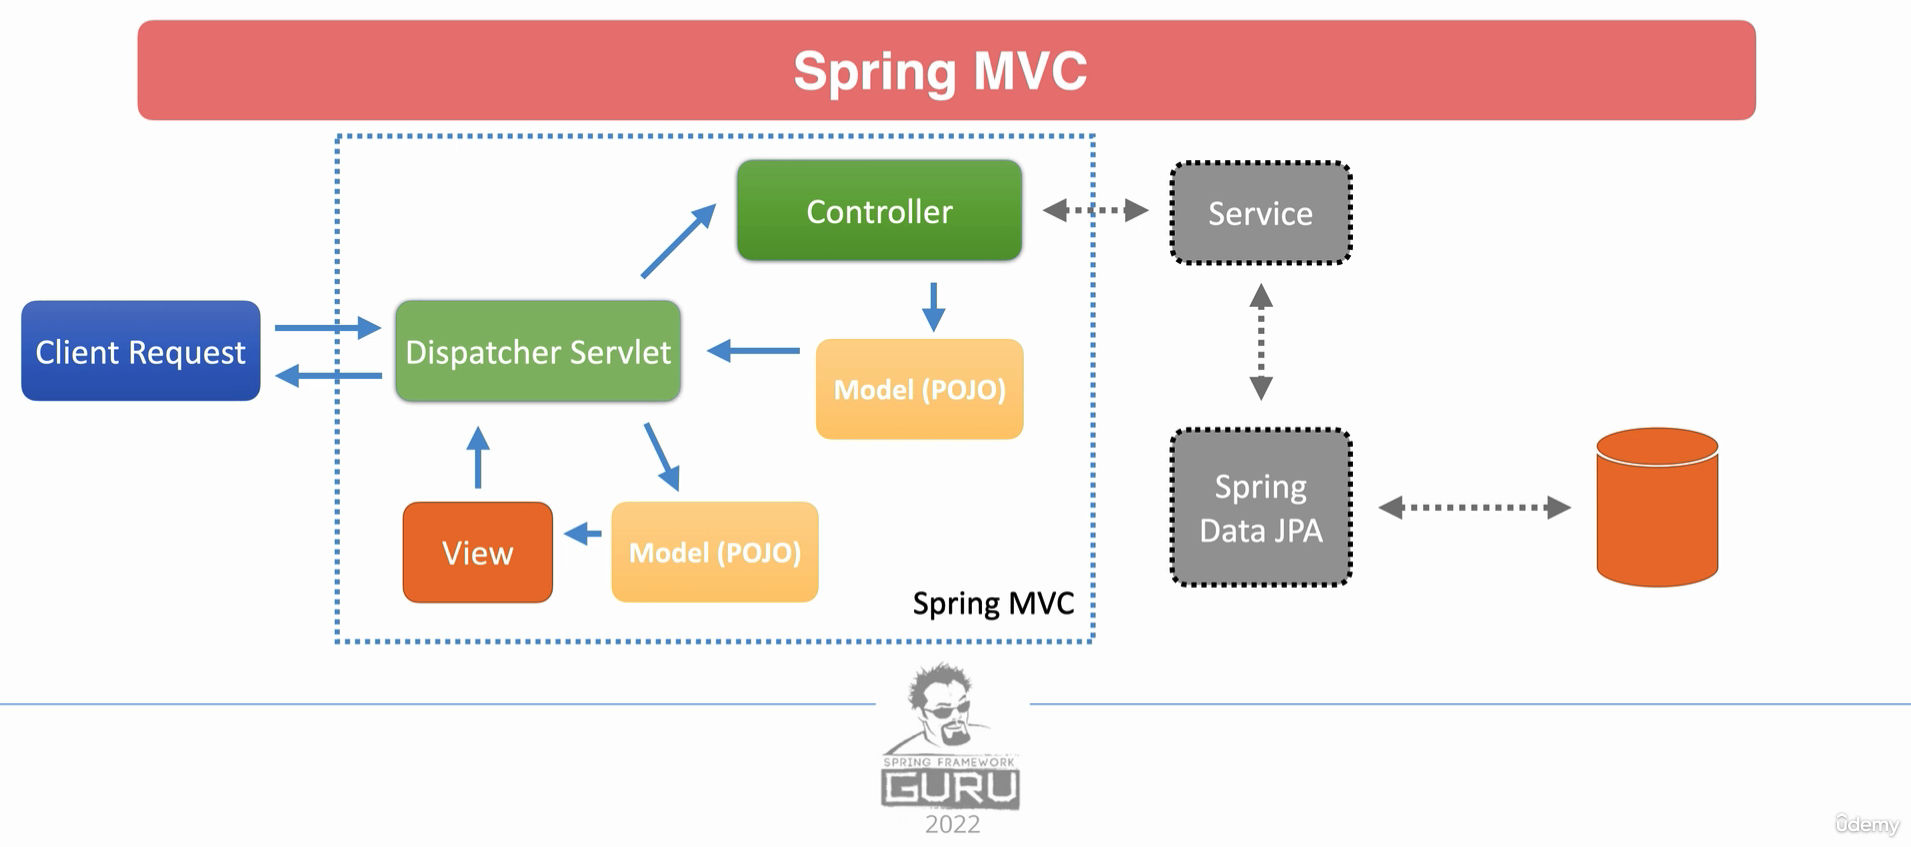 Spring MVC
Controller
Service
Client Request
Dispatcher Servlet
Model (POJO)
Spring
Data JPA
View
Model (POJO)
Spring MVC
SPRING FRAMEWORK
GURU
2022
ûdemy